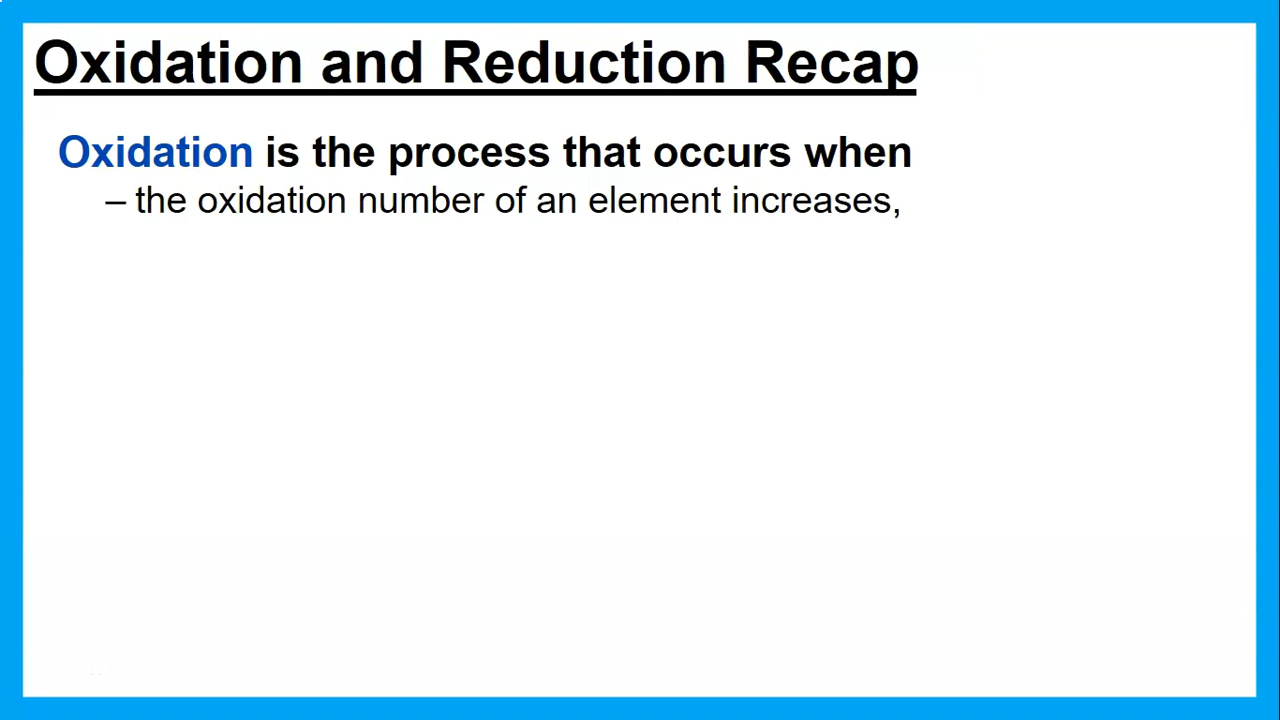 Oxidation and Reduction Recap
Oxidation is the process that occurs when
– the oxidation number of an element increases,